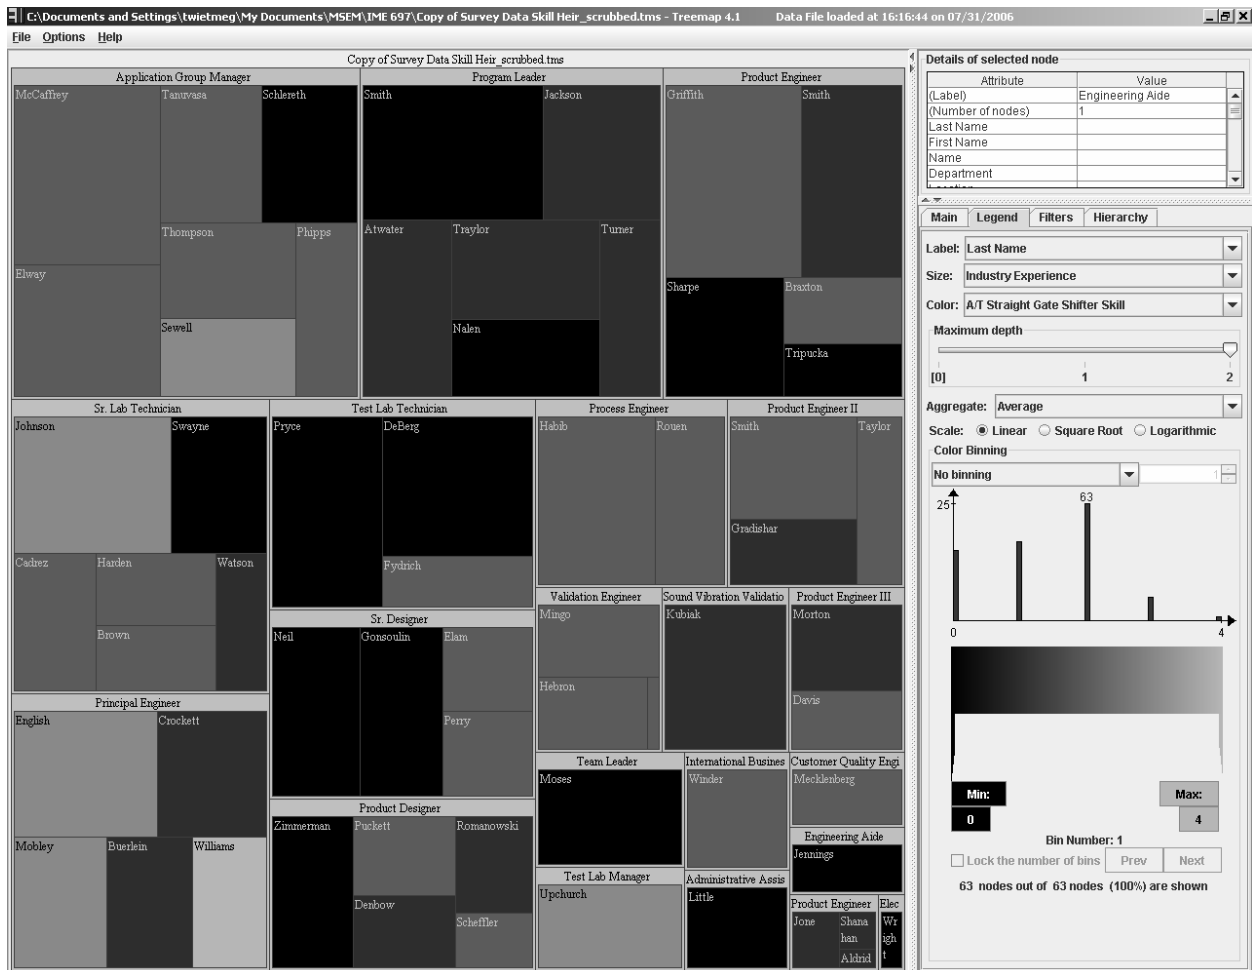 C:\Documents and Settings\twietmeg\My Documents\MSEM\IME 697\Copy of Survey Data Skill Heir_scrubbed.tms - Treemap 4.1 Data File loaded at 16:16:44 on 07/31/2006
File Options Help
Copy of Survey Data Skill Heir_scrubbed.tms
Application Group Manager
McCaffrey
Tanuvasa
Schlereth
Thompson
Phipps
Elway
Sewell
Program Leader
Smith
Jackson
Atwater
Traylor
Turner
Nalen
Product Engineer
Griffith
Smith
Sharpe
Braxton
Tripucka
Sr. Lab Technician
Johnson
Swayne
Cadrez
Harden
Watson
Brown
Test Lab Technician
Pryce
DeBerg
Fydrich
Process Engineer
Habib
Rouen
Product Engineer II
Smith
Taylor
Gradishar
Sr. Designer
Neil
Gonsoulin
Elam
Perry
Validation Engineer
Mingo
Hebron
Sound Vibration Validatio
Kubiak
Product Engineer III
Morton
Davis
Principal Engineer
English
Crockett
Mobley
Buerlein
Williams
Product Designer
Zimmerman
Puckett
Romanowski
Denbow
Scheffler
Team Leader
Moses
International Busines
Winder
Customer Quality Engi
Mecklenberg
Engineering Aide
Jennings
Test Lab Manager
Upchurch
Administrative Assis
Little
Product Engineer
Jone
Shana
han
Aldrid
Elec
Wr
igh
t
Details of selected node
Attribute Value
(Label) Engineering Aide
(Number of nodes) 1
Last Name
First Name
Name
Department
Location
Main Legend Filters Hierarchy
Label: Last Name
Size: Industry Experience
Color: A/T Straight Gate Shifter Skill
Maximum depth
[0] 1 2
Aggregate: Average
Scale: Linear Square Root Logarithmic
Color Binning
No binning 1
63
25
0 4
Min: Max:
0 4
Bin Number: 1
Lock the number of bins Prev Next
63 nodes out of 63 nodes (100%) are shown